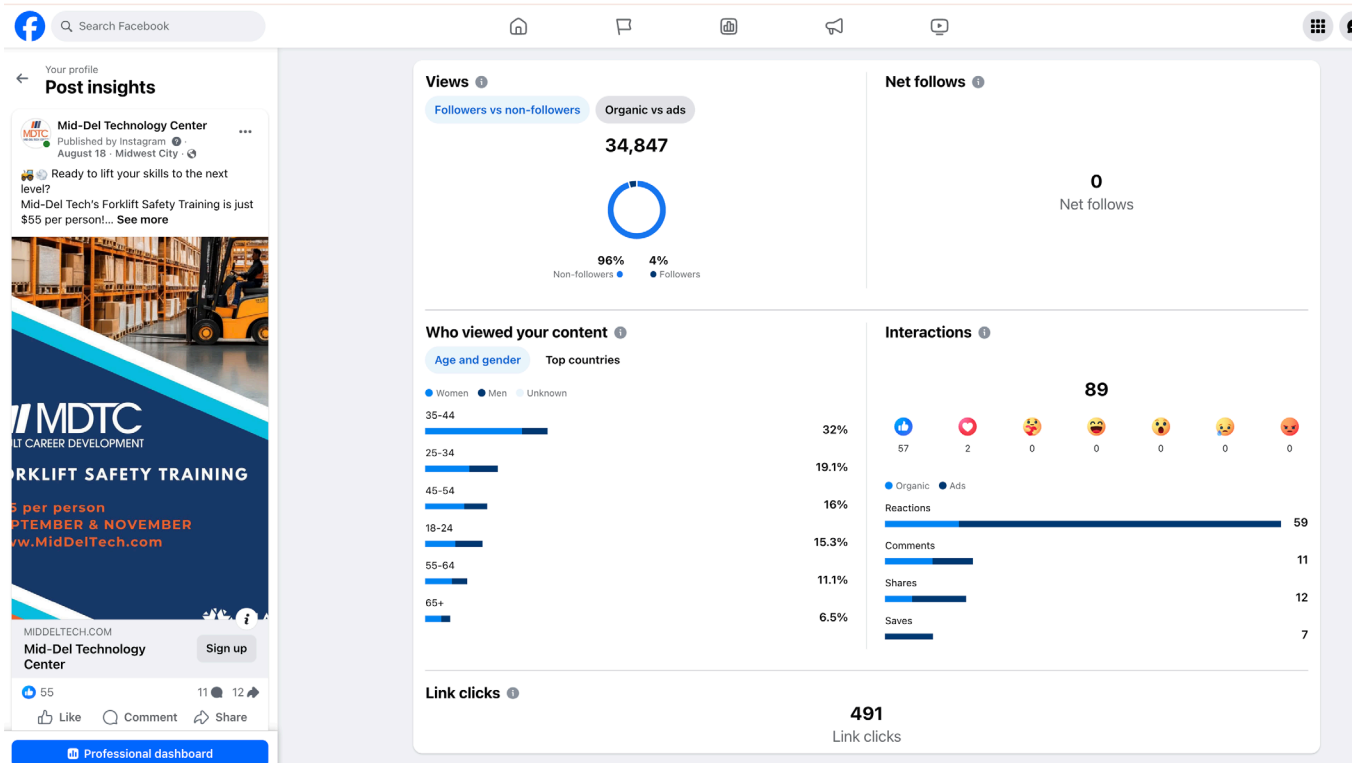 Search Facebook
Your profile
Post insights
MDTC
Mid-Del Technology Center
Published by Instagram ·
August 18 · Midwest City ·
Ready to lift your skills to the next
level?
Mid-Del Tech's Forklift Safety Training is just
$55 per person!... See more
MDTC
LT CAREER DEVELOPMENT
RKLIFT SAFETY TRAINING
5 per person
PTEMBER & NOVEMBER
w.MidDelTech.com
MIDDELTECH.COM
Mid-Del Technology
Center
Sign up
55 11 12
Like Comment Share
Professional dashboard
Views
Followers vs non-followers Organic vs ads
34,847
96% 4%
Non-followers Followers
Net follows
0
Net follows
Who viewed your content
Age and gender Top countries
Women Men Unknown
35-44
32%
25-34
19.1%
45-54
16%
18-24
15.3%
55-64
11.1%
65+
6.5%
Interactions
89
57 2 0 0 0 0 0
Organic Ads
Reactions
59
Comments
11
Shares
12
Saves
7
Link clicks
491
Link clicks